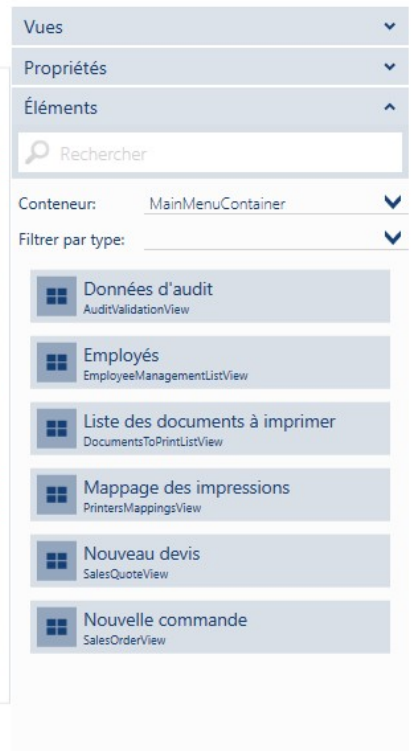 Vues
Propriétés
Éléments
Rechercher
Conteneur: MainMenuContainer
Filtrer par type:
Données d'audit
AuditValidationView
Employés
EmployeeManagementListView
Liste des documents à imprimer
DocumentsToPrintListView
Mappage des impressions
PrintersMappingsView
Nouveau devis
SalesQuoteView
Nouvelle commande
SalesOrderView